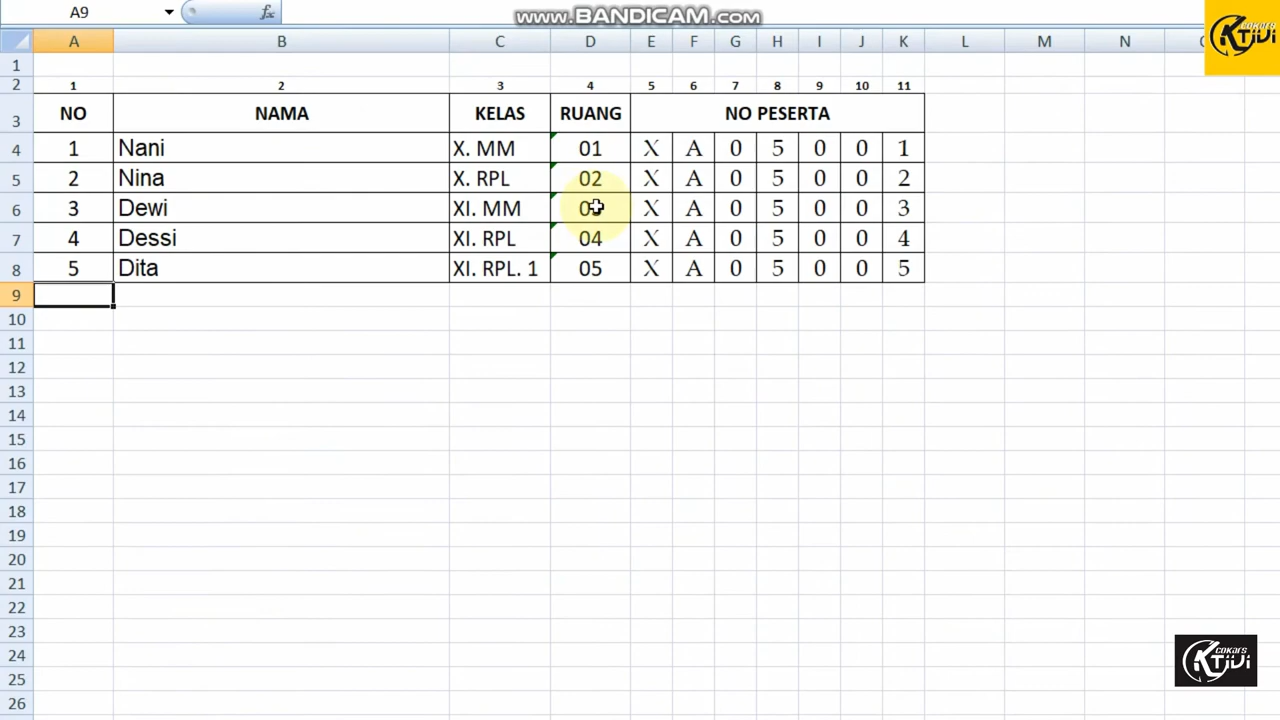 A9 fx www.BANDICAM.com
COKARS
KTIVI
A B C D E F G H I J K L M N
1
2 1 2 3 4 5 6 7 8 9 10 11
3 NO NAMA KELAS RUANG NO PESERTA
4 1 Nani X. MM 01 X A 0 5 0 0 1
5 2 Nina X. RPL 02 X A 0 5 0 0 2
6 3 Dewi XI. MM 03 X A 0 5 0 0 3
7 4 Dessi XI. RPL 04 X A 0 5 0 0 4
8 5 Dita XI. RPL. 1 05 X A 0 5 0 0 5
9
10
11
12
13
14
15
16
17
18
19
20
21
22
23
24
25
26
COKARS
KTIVI